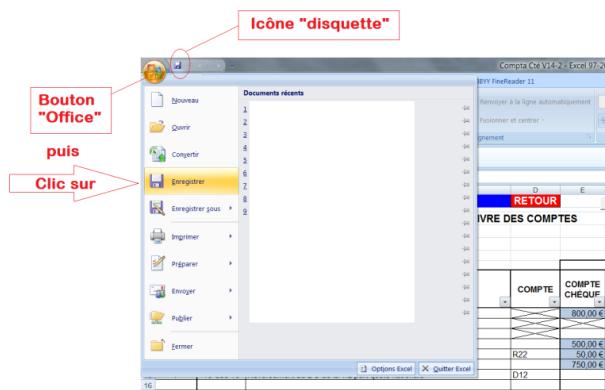 Icône "disquette"
Compta Cté V14-2 - Excel 97-20
BYY FineReader 11
Bouton
"Office"
puis
Clic sur
Nouveau
Ouvrir
Convertir
Enregistrer
Enregistrer sous
Imprimer
Préparer
Envoyer
Publier
Fermer
Documents récents
1
2
3
4
5
6
7
8
9
Options Excel
Quitter Excel
Renvoyer à la ligne automatiquement
Fusionner et centrer
gnement
D E
RETOUR
IVRE DES COMPTES
COMPTE
COMPTE CHÈQUE
800,00 €
500,00 €
R22 50,00 €
750,00 €
D12
16